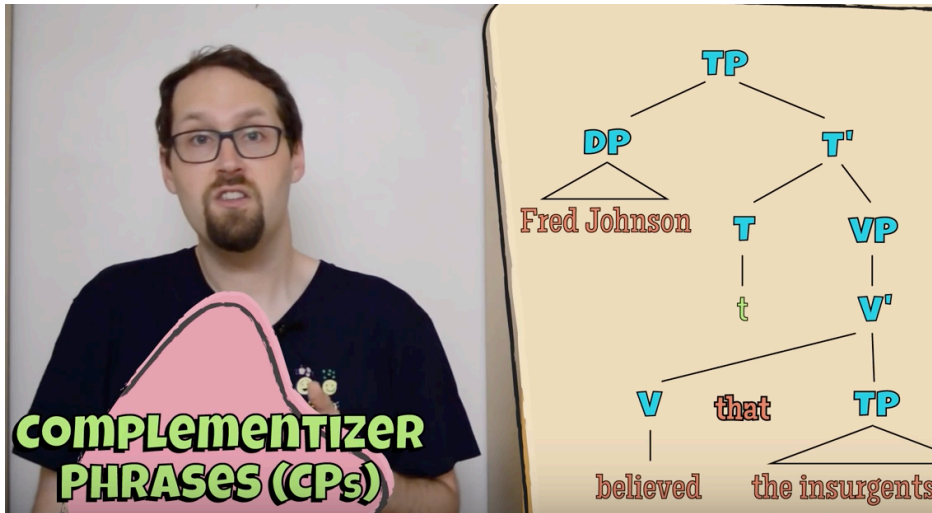 TP
DP T'
Fred Johnson T VP
t V'
V that TP
believed the insurgents
COMPLEMENTIZER
PHRASES (CPs)